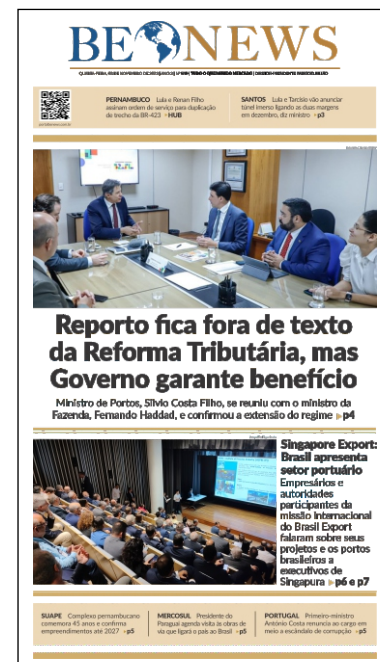 BE NEWS
PERNAMBUCO Lula e Renan Filho
assinam ordem de serviço para duplicação
de trecho da BR-423 ▸HUB
SANTOS Lula e Tarcísio vão anunciar
túnel imerso ligando as duas margens
em dezembro, diz ministro ▸p3
Reporto fica fora de texto
da Reforma Tributária, mas
Governo garante benefício
Ministro de Portos, Silvio Costa Filho, se reuniu com o ministro da
Fazenda, Fernando Haddad, e confirmou a extensão do regime ▸p4
Singapore Export:
Brasil apresenta
setor portuário
Empresários e
autoridades
participantes da
missão internacional
do Brasil Export
falaram sobre seus
projetos e os portos
brasileiros a
executivos de
Singapura ▸p6 e p7
SUAPE Complexo pernambucano
comemora 45 anos e confirma
empreendimentos até 2027 ▸p5
MERCOSUL Presidente do
Paraguai agenda visita às obras de
via que ligará o país ao Brasil ▸p5
PORTUGAL Primeiro-ministro
António Costa renuncia ao cargo em
meio a escândalo de corrupção ▸p5